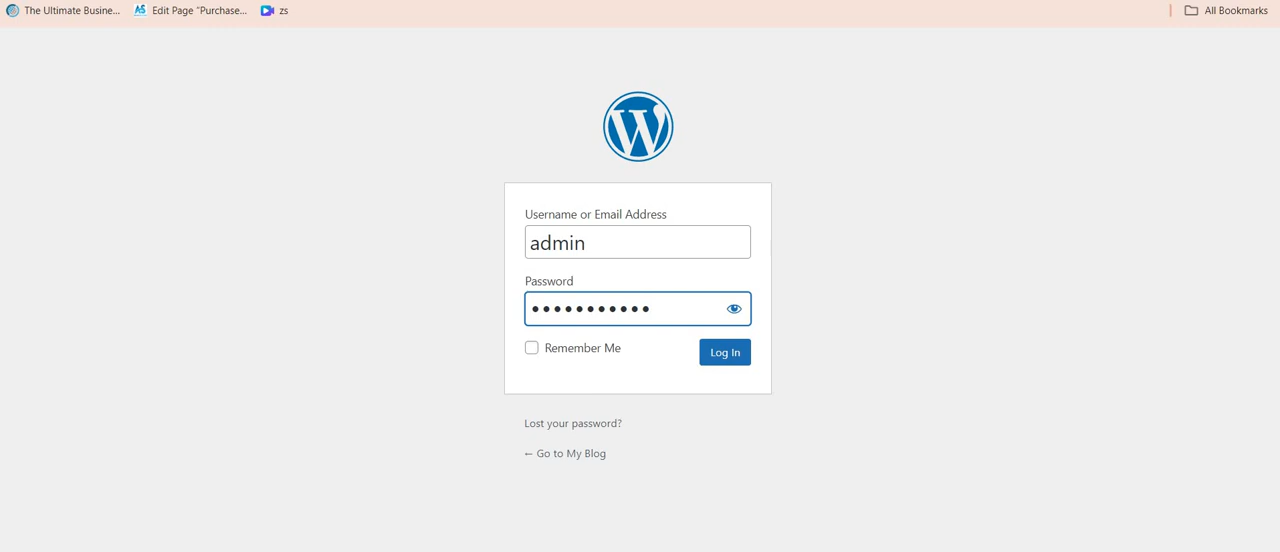 The Ultimate Busine... Edit Page "Purchase... zs All Bookmarks
Username or Email Address
admin
Password
Remember Me Log In
Lost your password?
← Go to My Blog